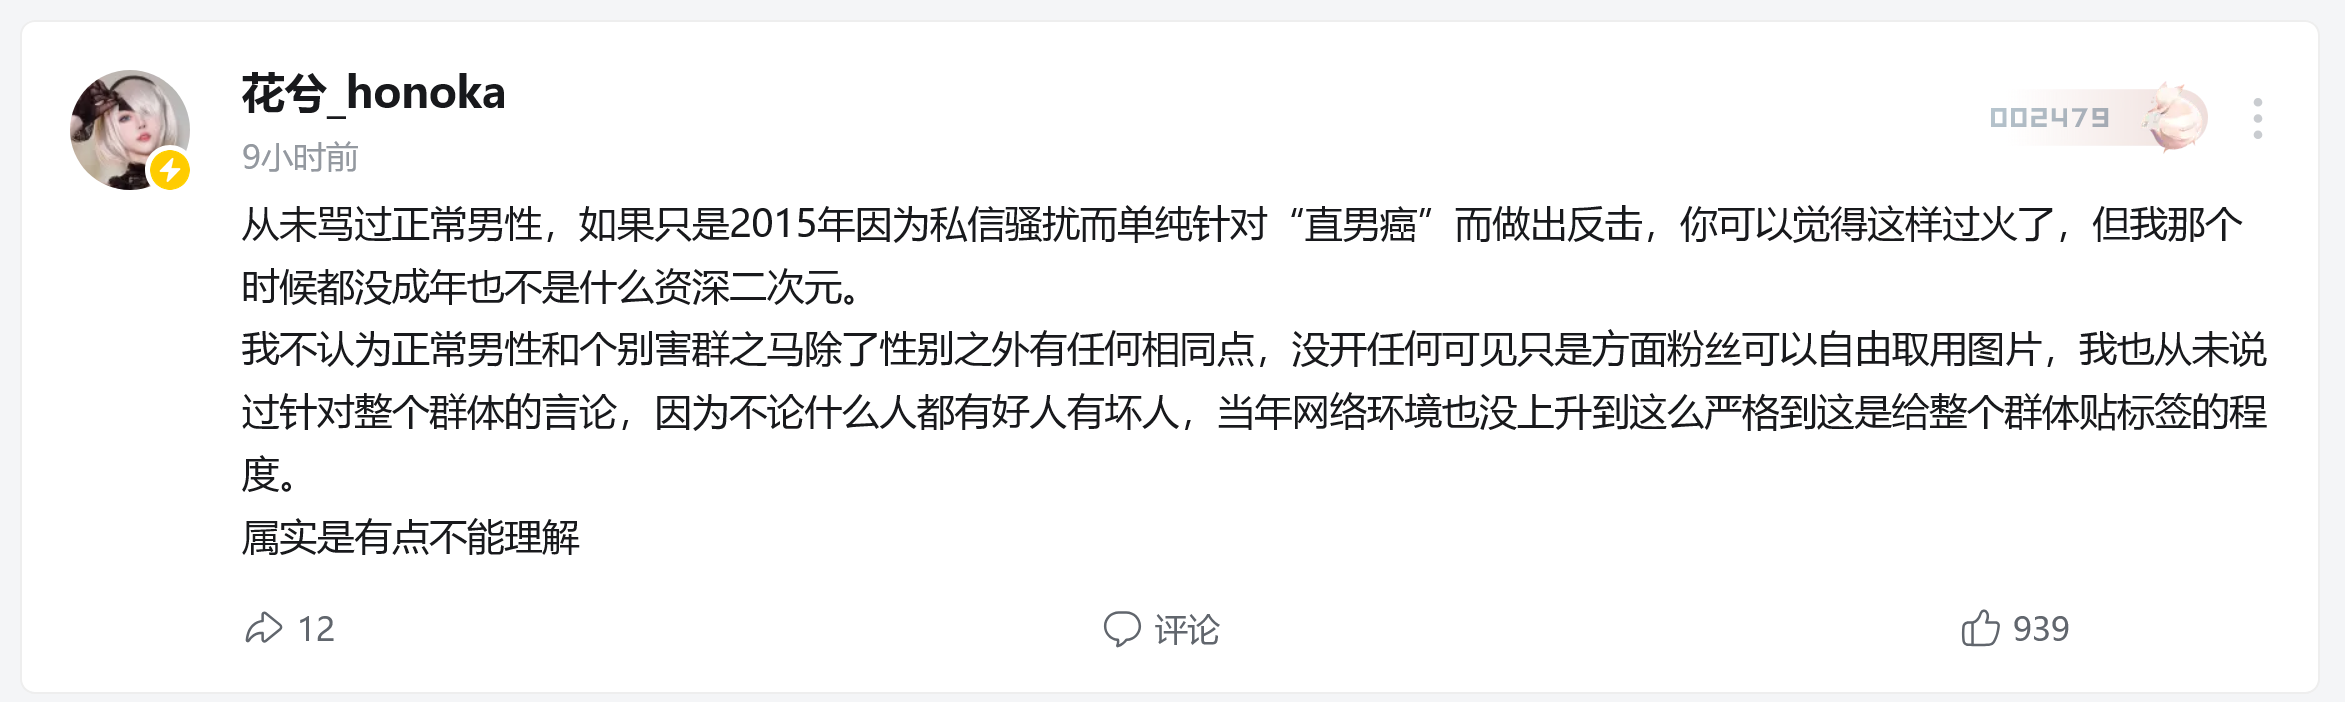 花兮_honoka
002479
9小时前
从未骂过正常男性，如果只是2015年因为私信骚扰而单纯针对“直男癌”而做出反击，你可以觉得这样过火了，但我那个
时候都没成年也不是什么资深二次元。
我不认为正常男性和个别害群之马除了性别之外有任何相同点，没开任何可见只是方面粉丝可以自由取用图片，我也从未说
过针对整个群体的言论，因为不论什么人都有好人有坏人，当年网络环境也没上升到这么严格到这是给整个群体贴标签的程
度。
属实是有点不能理解
12
评论
939